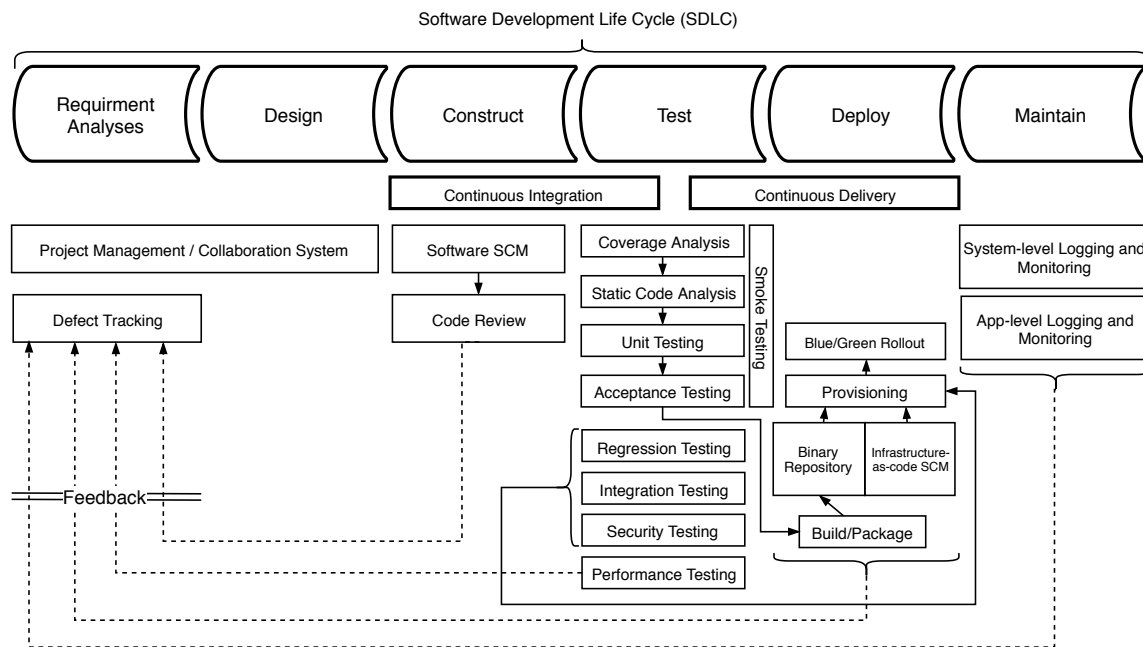 Software Development Life Cycle (SDLC)
Requirment
Analyses
Design
Construct
Test
Deploy
Maintain
Continuous Integration
Continuous Delivery
Project Management / Collaboration System
Software SCM
Coverage Analysis
Smoke Testing
System-level Logging and
Monitoring
Static Code Analysis
Defect Tracking
Code Review
Unit Testing
Blue/Green Rollout
App-level Logging and
Monitoring
Acceptance Testing
Provisioning
Regression Testing
Binary
Repository
Infrastructure-
as-code SCM
Feedback
Integration Testing
Security Testing
Build/Package
Performance Testing